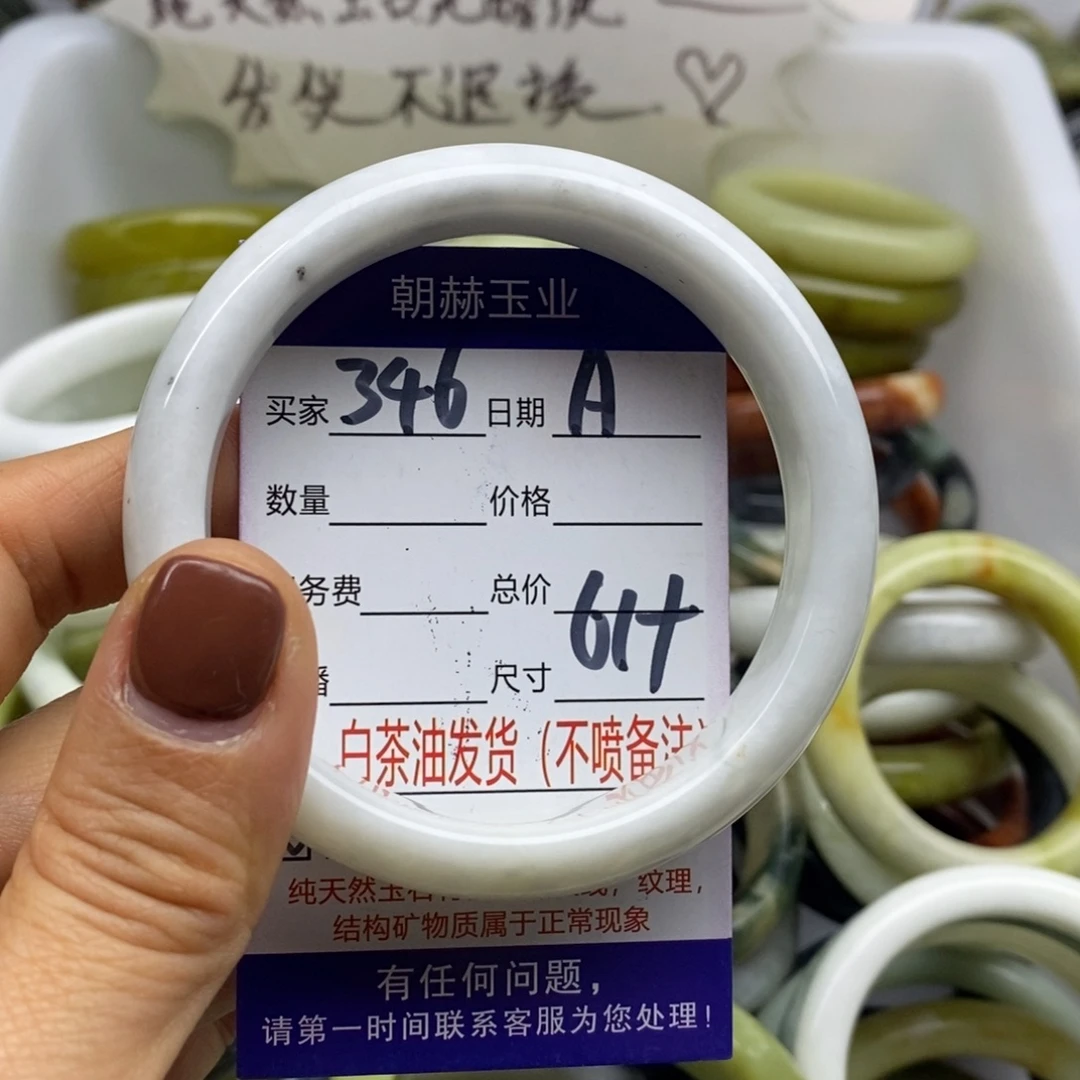 售货不退换
朝赫玉业
买家 346 日期 A
数量 价格
务费 总价
尺寸 61+
白茶油发货(不喷备注
纯天然玉石 纹理,
结构矿物质属于正常现象
有任何问题,
请第一时间联系客服为您处理!